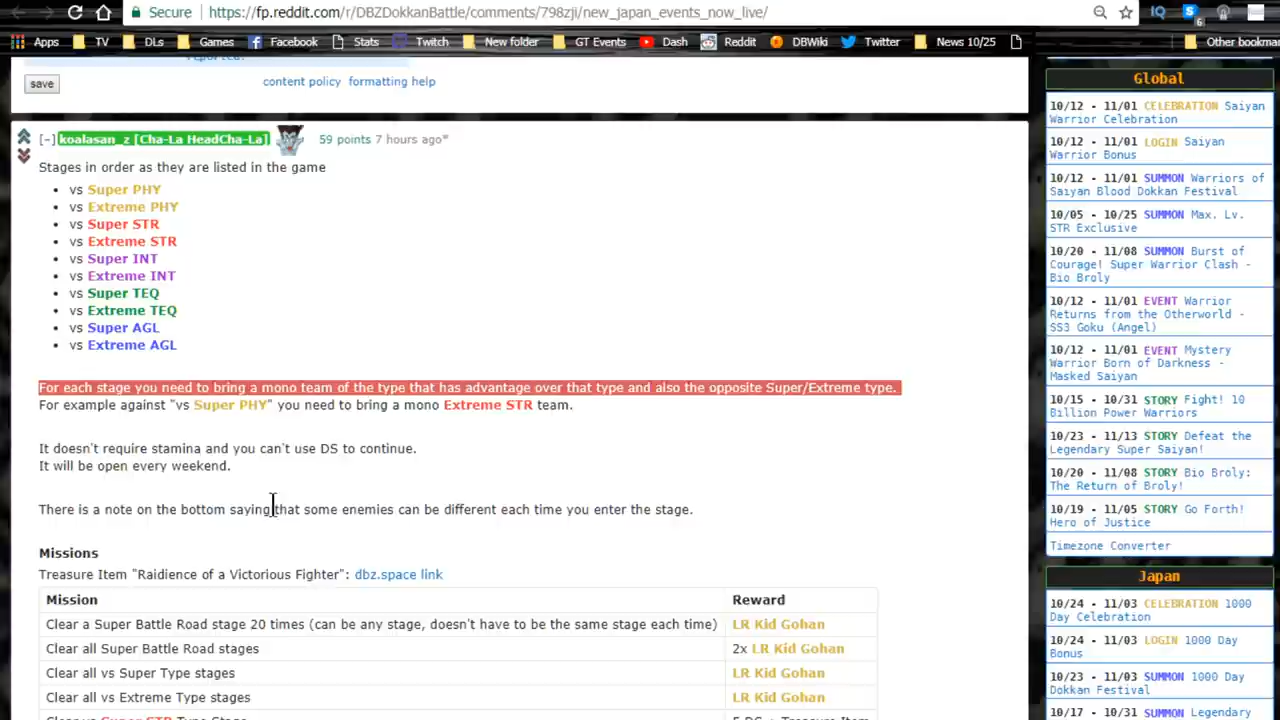 Secure https://fp.reddit.com/r/DBZDokkanBattle/comments/798zji/new_japan_events_now_live/
Apps TV DLs Games Facebook Stats Twitch New folder GT Events Dash Reddit DBWiki Twitter News 10/25 Other bookmar
reported.
save content policy formatting help
[-] koalasan_z [Cha-La HeadCha-La] 59 points 7 hours ago*
Stages in order as they are listed in the game
• vs Super PHY
• vs Extreme PHY
• vs Super STR
• vs Extreme STR
• vs Super INT
• vs Extreme INT
• vs Super TEQ
• vs Extreme TEQ
• vs Super AGL
• vs Extreme AGL
For each stage you need to bring a mono team of the type that has advantage over that type and also the opposite Super/Extreme type.
For example against "vs Super PHY" you need to bring a mono Extreme STR team.
It doesn't require stamina and you can't use DS to continue.
It will be open every weekend.
There is a note on the bottom saying that some enemies can be different each time you enter the stage.
Missions
Treasure Item "Raidience of a Victorious Fighter": dbz.space link
Mission Reward
Clear a Super Battle Road stage 20 times (can be any stage, doesn't have to be the same stage each time) LR Kid Gohan
Clear all Super Battle Road stages 2x LR Kid Gohan
Clear all vs Super Type stages LR Kid Gohan
Clear all vs Extreme Type stages LR Kid Gohan
Clear vs Super STR Type Stage 5 DS + Treasure Item
Global
10/12 - 11/01 CELEBRATION Saiyan
Warrior Celebration
10/12 - 11/01 LOGIN Saiyan
Warrior Bonus
10/12 - 11/01 SUMMON Warriors of
Saiyan Blood Dokkan Festival
10/05 - 10/25 SUMMON Max. Lv.
STR Exclusive
10/20 - 11/08 SUMMON Burst of
Courage! Super Warrior Clash -
Bio Broly
10/12 - 11/01 EVENT Warrior
Returns from the Otherworld -
SS3 Goku (Angel)
10/12 - 11/01 EVENT Mystery
Warrior Born of Darkness -
Masked Saiyan
10/15 - 10/31 STORY Fight! 10
Billion Power Warriors
10/23 - 11/13 STORY Defeat the
Legendary Super Saiyan!
10/20 - 11/08 STORY Bio Broly:
The Return of Broly!
10/19 - 11/05 STORY Go Forth!
Hero of Justice
Timezone Converter
Japan
10/24 - 11/03 CELEBRATION 1000
Day Celebration
10/24 - 11/03 LOGIN 1000 Day
Bonus
10/23 - 11/03 SUMMON 1000 Day
Dokkan Festival
10/17 - 10/31 SUMMON Legendary